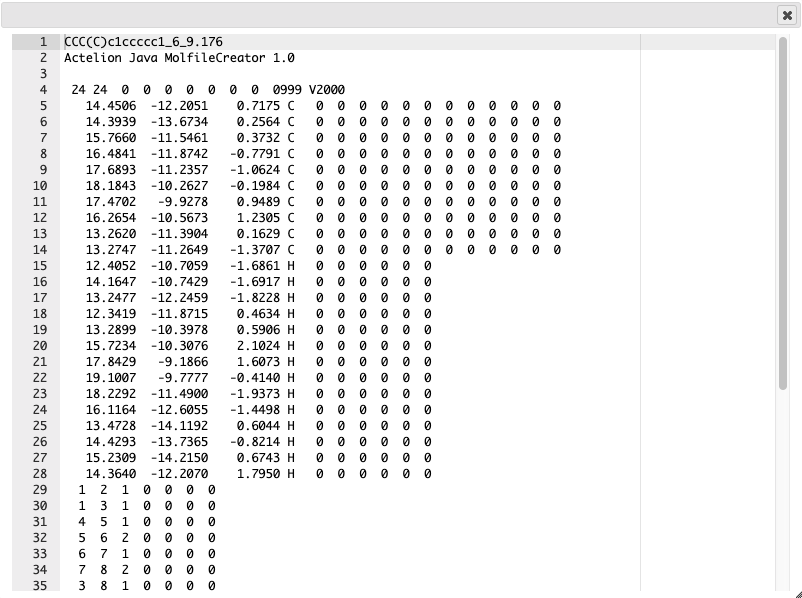 1 CCC(C)c1ccccc1_6_9.176
2 Actelion Java MolfileCreator 1.0
3
4  24 24  0  0  0  0  0  0  0  0999 V2000
5    14.4506  -12.2051    0.7175 C   0  0  0  0  0  0  0  0  0  0  0  0
6    14.3939  -13.6734    0.2564 C   0  0  0  0  0  0  0  0  0  0  0  0
7    15.7660  -11.5461    0.3732 C   0  0  0  0  0  0  0  0  0  0  0  0
8    16.4841  -11.8742   -0.7791 C   0  0  0  0  0  0  0  0  0  0  0  0
9    17.6893  -11.2357   -1.0624 C   0  0  0  0  0  0  0  0  0  0  0  0
10    18.1843  -10.2627   -0.1984 C   0  0  0  0  0  0  0  0  0  0  0  0
11    17.4702   -9.9278    0.9489 C   0  0  0  0  0  0  0  0  0  0  0  0
12    16.2654  -10.5673    1.2305 C   0  0  0  0  0  0  0  0  0  0  0  0
13    13.2620  -11.3904    0.1629 C   0  0  0  0  0  0  0  0  0  0  0  0
14    13.2747  -11.2649   -1.3707 C   0  0  0  0  0  0  0  0  0  0  0  0
15    12.4052  -10.7059   -1.6861 H   0  0  0  0  0  0
16    14.1647  -10.7429   -1.6917 H   0  0  0  0  0  0
17    13.2477  -12.2459   -1.8228 H   0  0  0  0  0  0
18    12.3419  -11.8715    0.4634 H   0  0  0  0  0  0
19    13.2899  -10.3978    0.5906 H   0  0  0  0  0  0
20    15.7234  -10.3076    2.1024 H   0  0  0  0  0  0
21    17.8429   -9.1866    1.6073 H   0  0  0  0  0  0
22    19.1007   -9.7777   -0.4140 H   0  0  0  0  0  0
23    18.2292  -11.4900   -1.9373 H   0  0  0  0  0  0
24    16.1164  -12.6055   -1.4498 H   0  0  0  0  0  0
25    13.4728  -14.1192    0.6044 H   0  0  0  0  0  0
26    14.4293  -13.7365   -0.8214 H   0  0  0  0  0  0
27    15.2309  -14.2150    0.6743 H   0  0  0  0  0  0
28    14.3640  -12.2070    1.7950 H   0  0  0  0  0  0
29   1  2  1  0  0  0  0
30   1  3  1  0  0  0  0
31   4  5  1  0  0  0  0
32   5  6  2  0  0  0  0
33   6  7  1  0  0  0  0
34   7  8  2  0  0  0  0
35   3  8  1  0  0  0  0